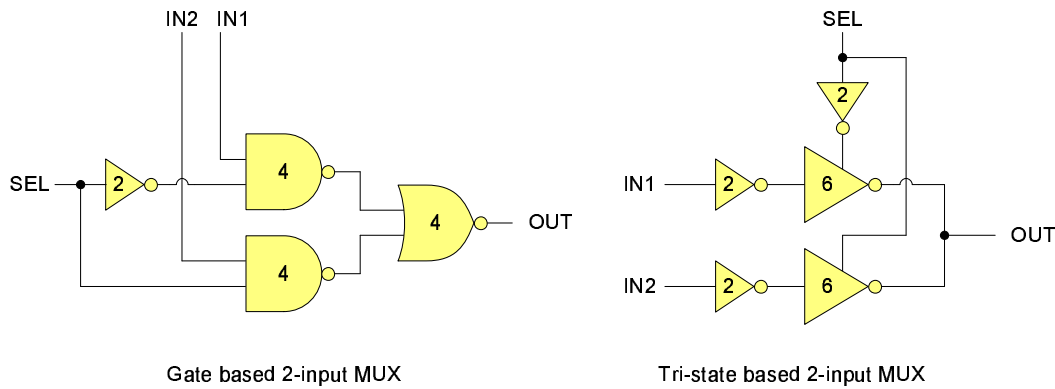 IN2 IN1
SEL
2
4
4
4
OUT
Gate based 2-input MUX
SEL
2
IN1
2
6
OUT
IN2
2
6
Tri-state based 2-input MUX